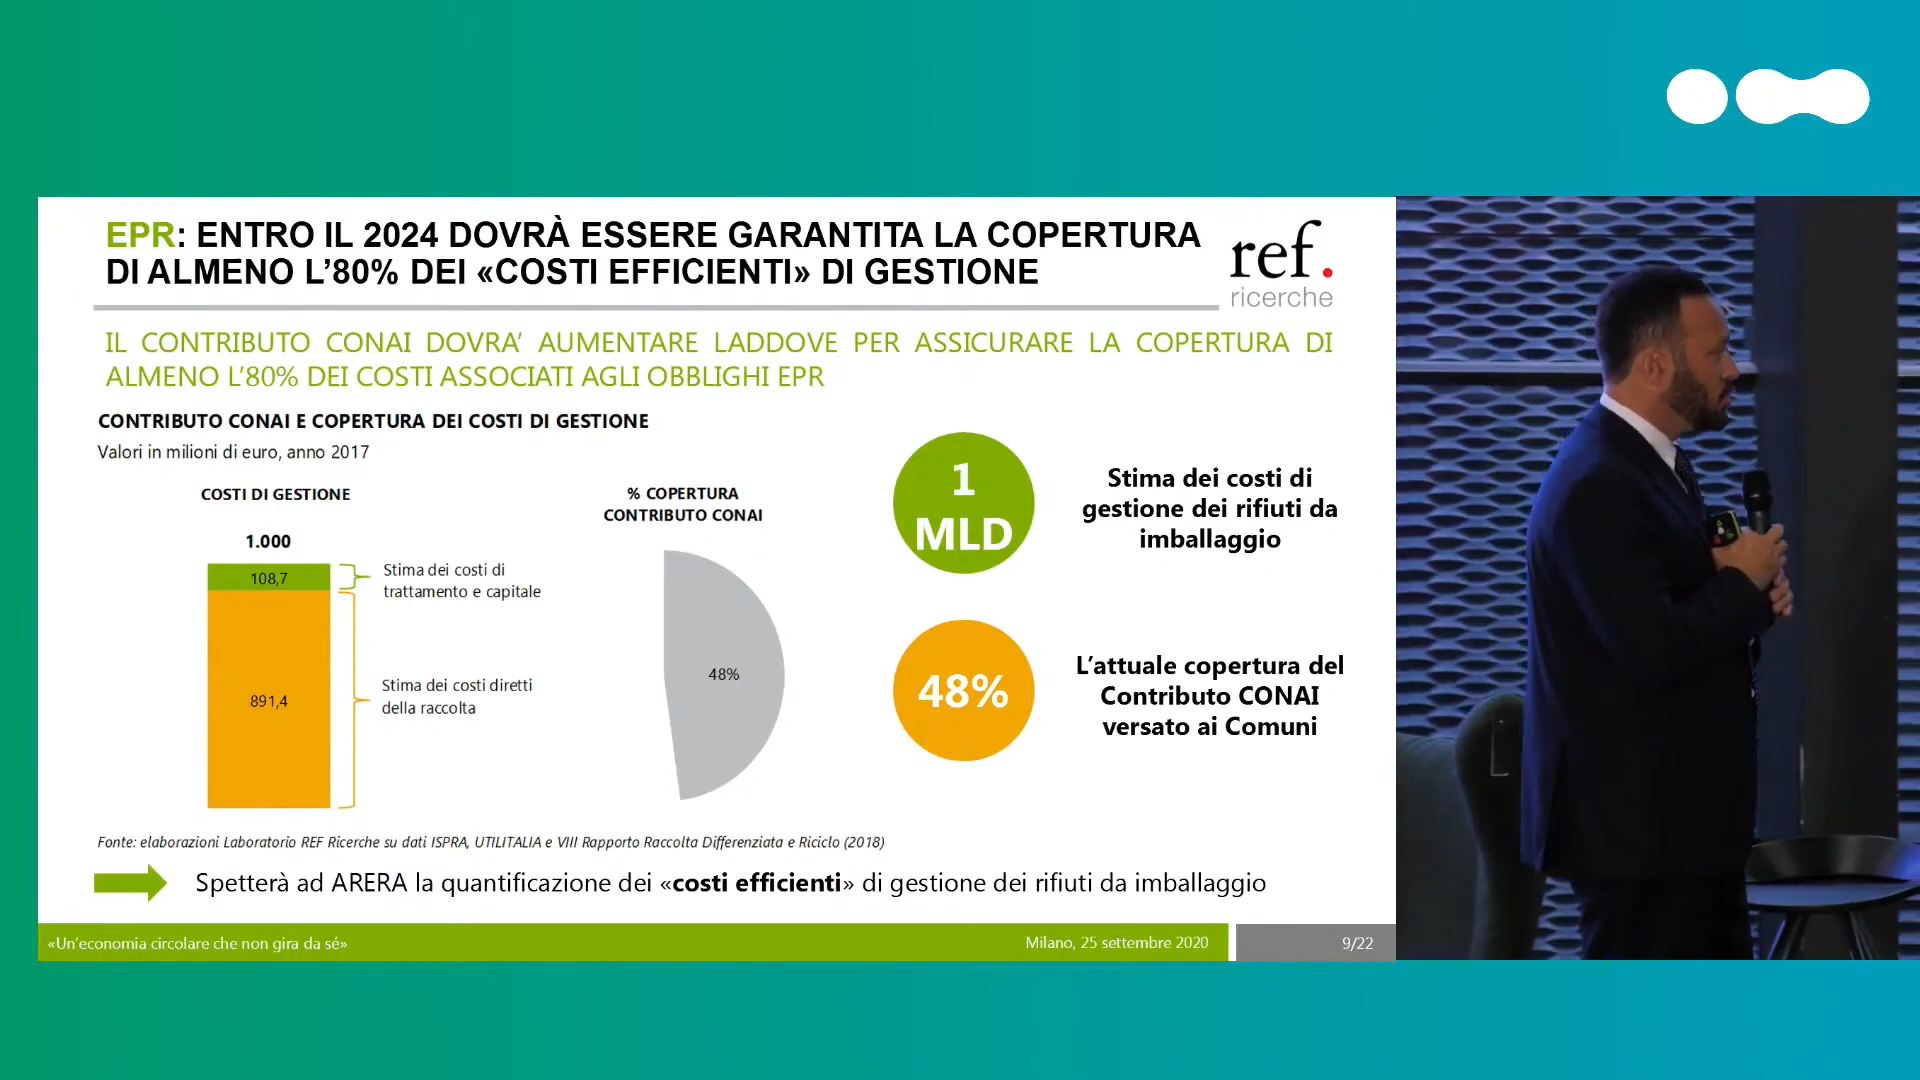 EPR: ENTRO IL 2024 DOVRÀ ESSERE GARANTITA LA COPERTURA
DI ALMENO L'80% DEI «COSTI EFFICIENTI» DI GESTIONE
ref.
ricerche
IL CONTRIBUTO CONAI DOVRA' AUMENTARE LADDOVE PER ASSICURARE LA COPERTURA DI
ALMENO L'80% DEI COSTI ASSOCIATI AGLI OBBLIGHI EPR
CONTRIBUTO CONAI E COPERTURA DEI COSTI DI GESTIONE
Valori in milioni di euro, anno 2017
COSTI DI GESTIONE
1.000
108,7
Stima dei costi di
trattamento e capitale
891,4
Stima dei costi diretti
della raccolta
% COPERTURA
CONTRIBUTO CONAI
48%
1
MLD
Stima dei costi di
gestione dei rifiuti da
imballaggio
48%
L'attuale copertura del
Contributo CONAI
versato ai Comuni
Fonte: elaborazioni Laboratorio REF Ricerche su dati ISPRA, UTILITALIA e VIII Rapporto Raccolta Differenziata e Riciclo (2018)
Spetterà ad ARERA la quantificazione dei «costi efficienti» di gestione dei rifiuti da imballaggio
«Un'economia circolare che non gira da sé»
Milano, 25 settembre 2020
9/22